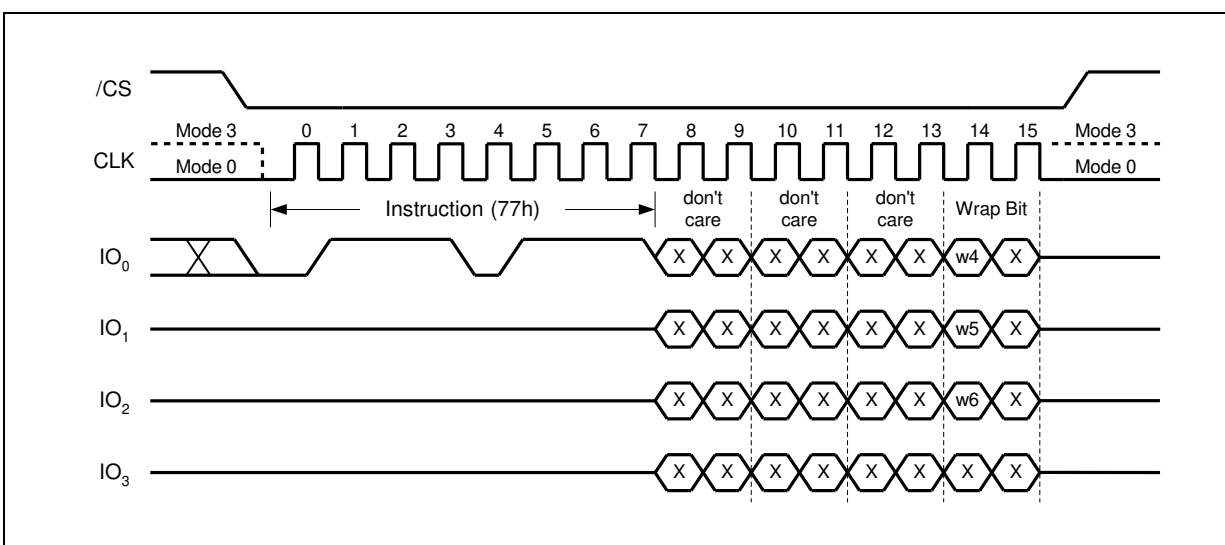 /CS
Mode 3 0 1 2 3 4 5 6 7 8 9 10 11 12 13 14 15 Mode 3
CLK
Mode 0 Mode 0
Instruction (77h) don't care don't care don't care Wrap Bit
IO0 X X X X X X w4 X
IO1 X X X X X X w5 X
IO2 X X X X X X w6 X
IO3 X X X X X X X X